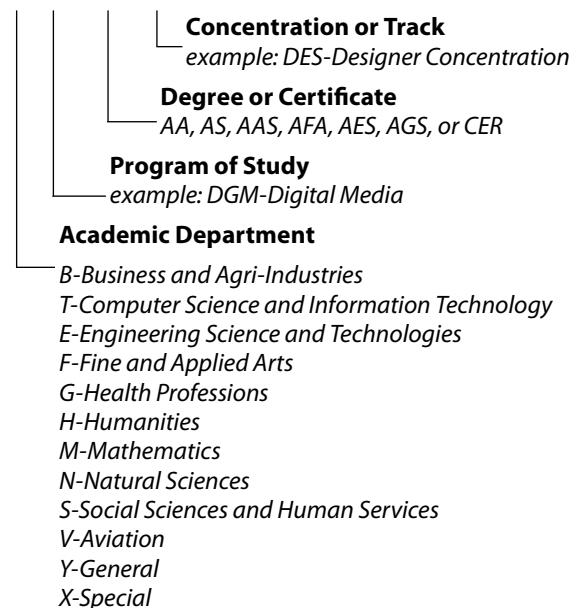 Concentration or Track
example: DES-Designer Concentration
Degree or Certificate
AA, AS, AAS, AFA, AES, AGS, or CER
Program of Study
example: DGM-Digital Media
Academic Department
B-Business and Agri-Industries
T-Computer Science and Information Technology
E-Engineering Science and Technologies
F-Fine and Applied Arts
G-Health Professions
H-Humanities
M-Mathematics
N-Natural Sciences
S-Social Sciences and Human Services
V-Aviation
Y-General
X-Special